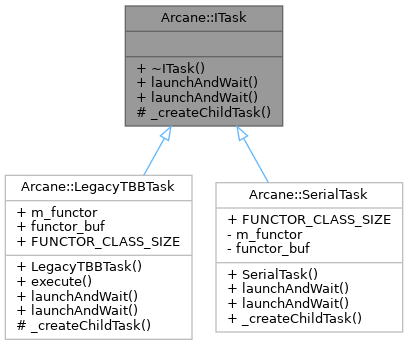 Arcane::ITask
+ ~ITask()
+ launchAndWait()
+ launchAndWait()
# _createChildTask()
Arcane::LegacyTBBTask
+ m_functor
+ functor_buf
+ FUNCTOR_CLASS_SIZE
+ LegacyTBBTask()
+ execute()
+ launchAndWait()
+ launchAndWait()
# _createChildTask()
Arcane::SerialTask
+ FUNCTOR_CLASS_SIZE
- m_functor
- functor_buf
+ SerialTask()
+ launchAndWait()
+ launchAndWait()
+ _createChildTask()